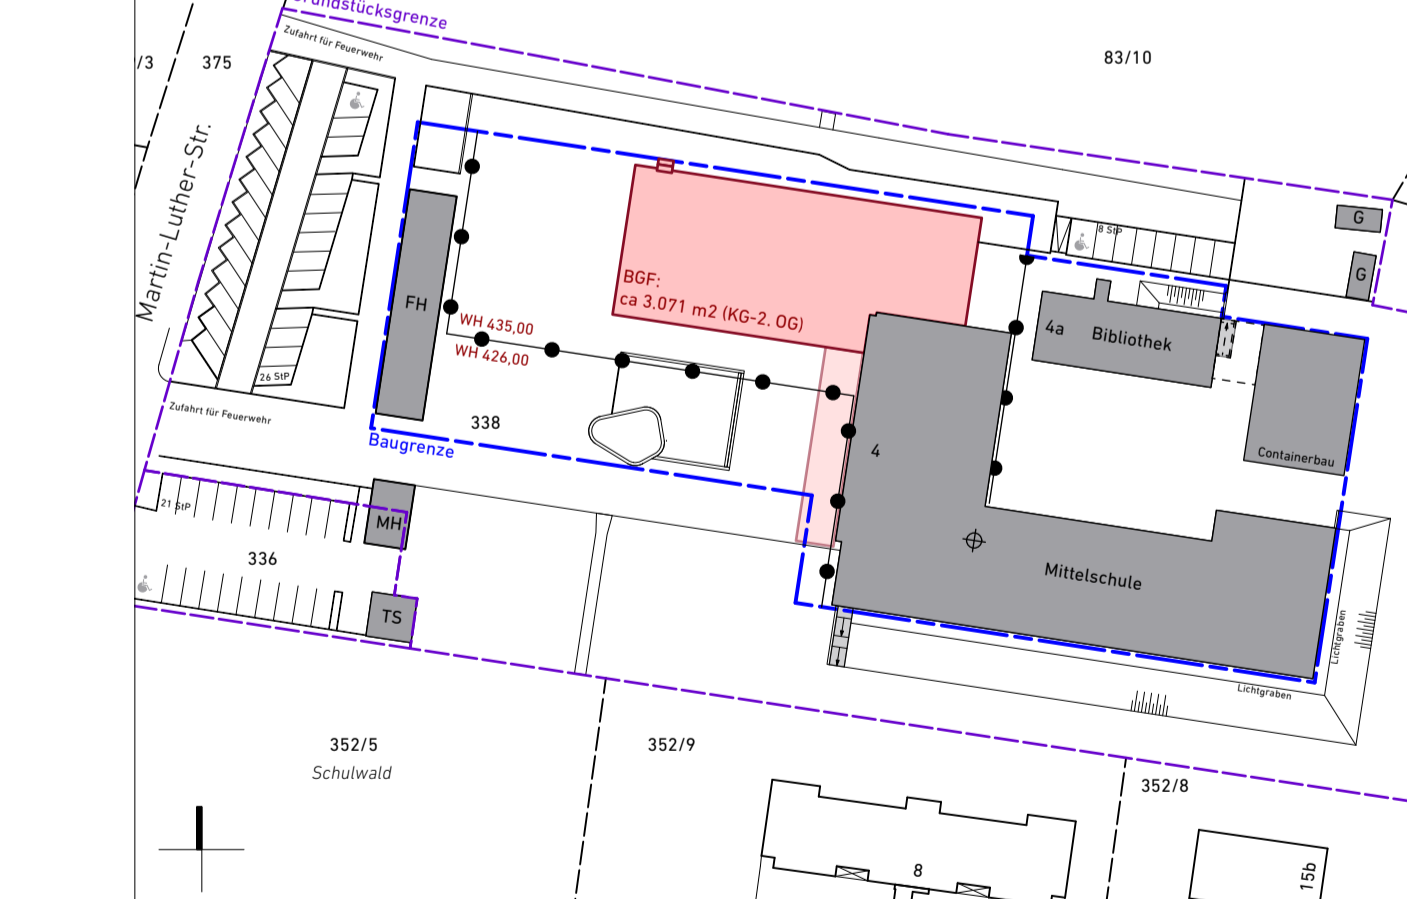 Grundstücksgrenze
Zufahrt für Feuerwehr
/3
375
83/10
Martin-Luther-Str.
G
8 StP
G
BGF:
ca 3.071 m2 (KG-2. OG)
FH
WH 435,00
WH 426,00
4a
Bibliothek
26 StP
Zufahrt für Feuerwehr
338
Baugrenze
4
Containerbau
21 StP
MH
336
Mittelschule
TS
Lichtgraben
Lichtgraben
352/5
Schulwald
352/9
352/8
8
15b